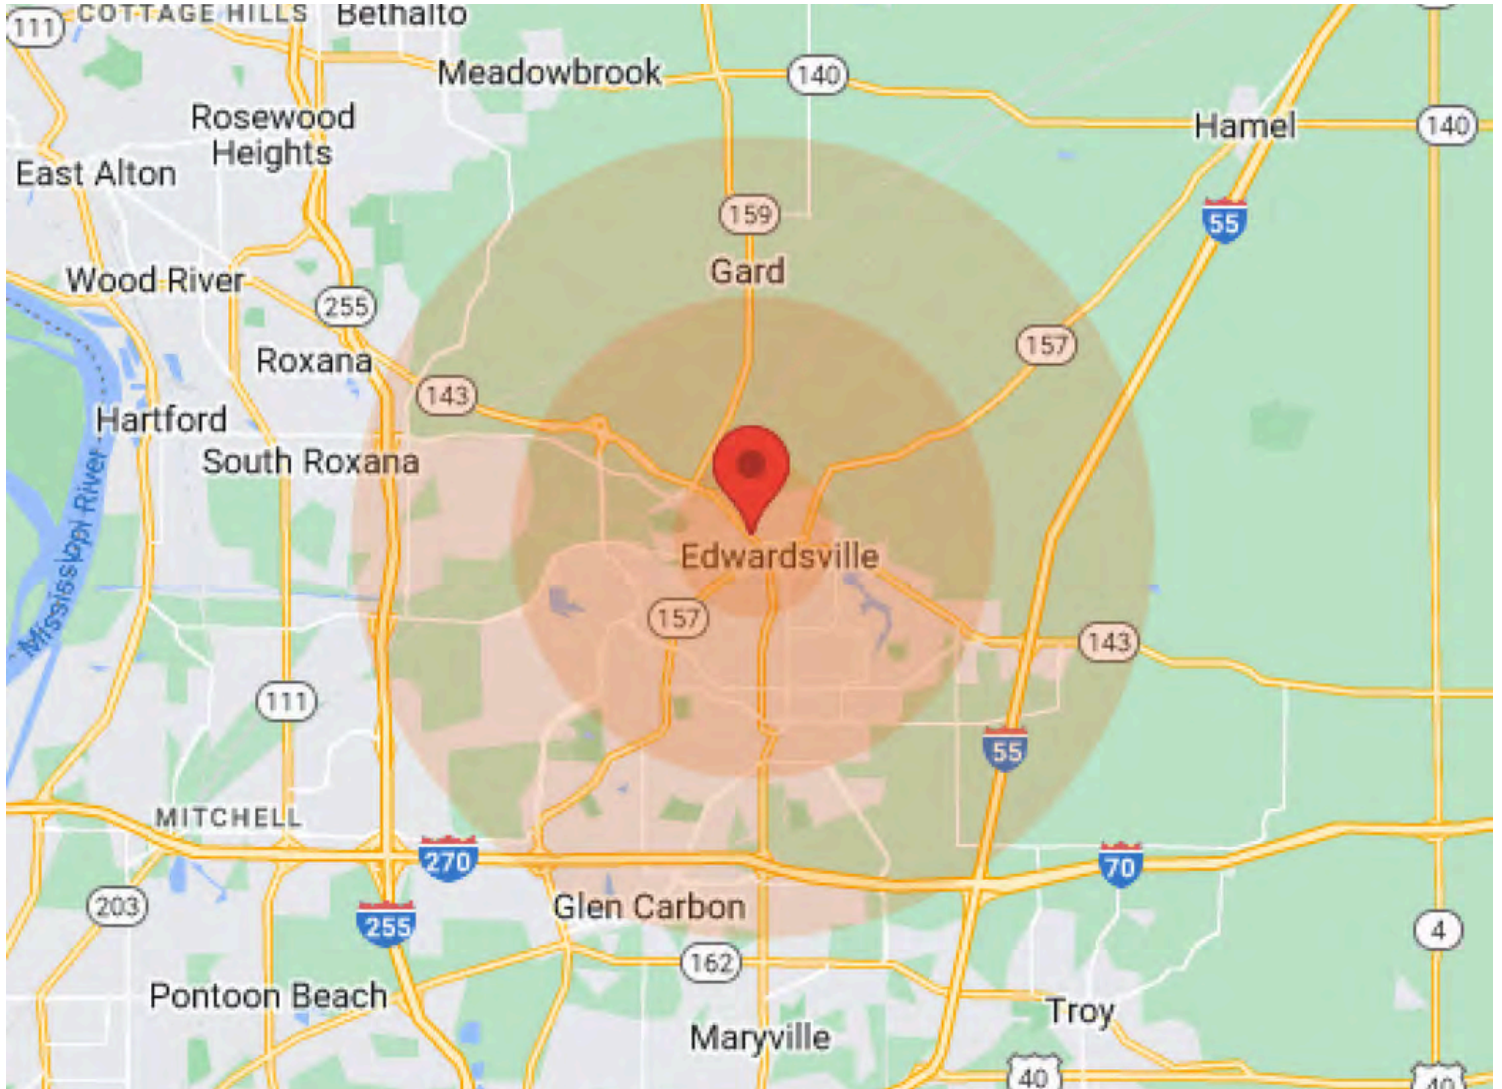 111
COTTAGE HILLS
Bethalto
Meadowbrook
140
Rosewood
Heights
Hamel
140
East Alton
159
55
Gard
Wood River
255
157
Roxana
143
Hartford
South Roxana
Mississippi River
Edwardsville
157
143
111
55
MITCHELL
270
70
203
Glen Carbon
255
4
162
Pontoon Beach
Troy
Maryville
40
40